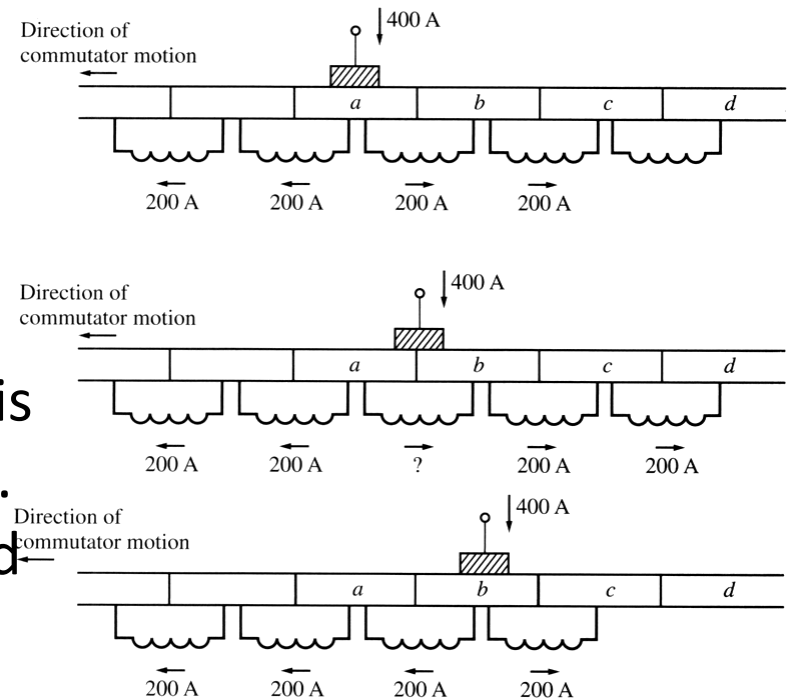 400 A
Direction of
commutator motion
a b c d
200 A 200 A 200 A 200 A
400 A
Direction of
commutator motion
a b c d
is
200 A 200 A ? 200 A 200 A
.
400 A
Direction of
d commutator motion
a b c d
200 A 200 A 200 A 200 A